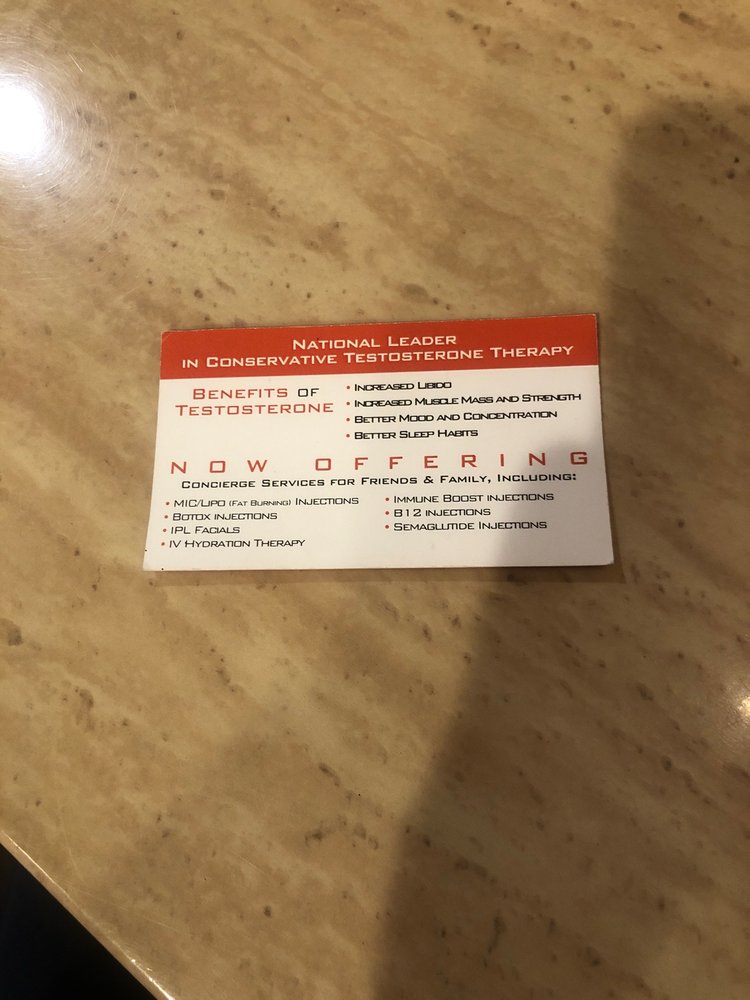 National Leader
in Conservative Testosterone Therapy
Benefits of
Testosterone
• Increased Libido
• Increased Muscle Mass and Strength
• Better Mood and Concentration
• Better Sleep Habits
NOW OFFERING
Concierge Services for Friends & Family, Including:
• MIC/Lipo (Fat Burning) Injections
• Botox injections
• IPL Facials
• IV Hydration Therapy
• Immune Boost injections
• B12 injections
• Semaglutide Injections